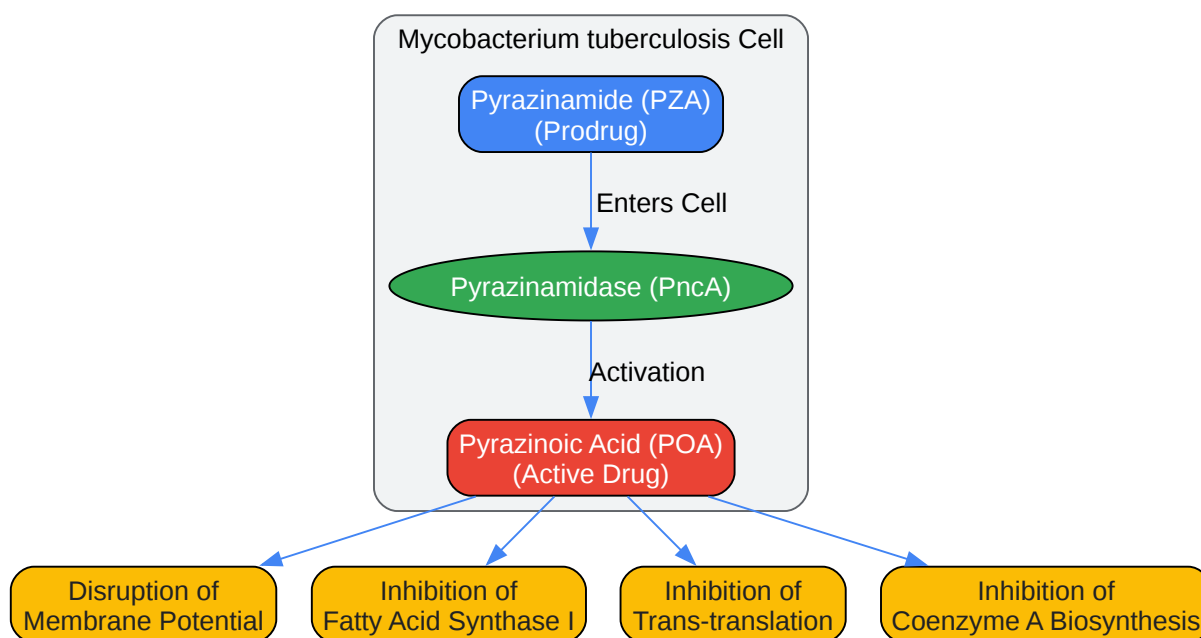 Mycobacterium tuberculosis Cell
Pyrazinamide (PZA)
(Prodrug)
Enters Cell
Pyrazinamidase (PncA)
Activation
Pyrazinoic Acid (POA)
(Active Drug)
Disruption of
Membrane Potential
Inhibition of
Fatty Acid Synthase I
Inhibition of
Trans-translation
Inhibition of
Coenzyme A Biosynthesis